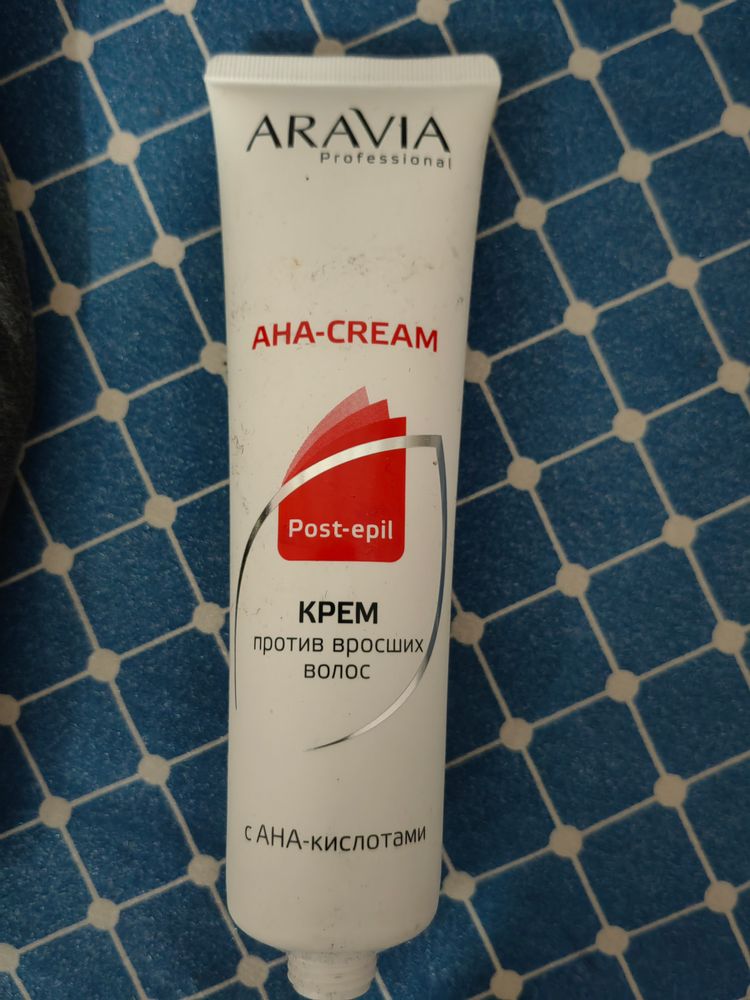 ARAVIA
Professional
AHA-CREAM
Post-epil
КРЕМ
против вросших
волос
с АНА-кислотами